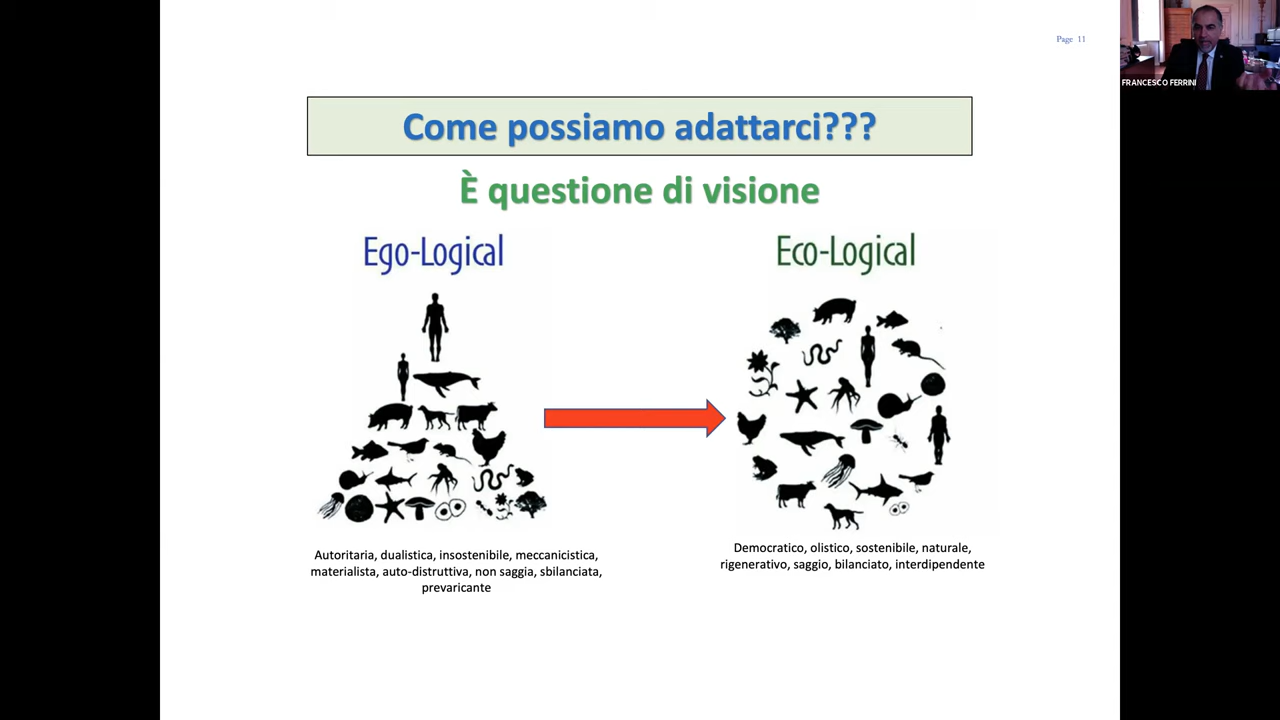 Page 11
FRANCESCO FERRINI
Come possiamo adattarci???
È questione di visione
Ego-Logical
Eco-Logical
Autoritaria, dualistica, insostenibile, meccanicistica,
materialista, auto-distruttiva, non saggia, sbilanciata,
prevaricante
Democratico, olistico, sostenibile, naturale,
rigenerativo, saggio, bilanciato, interdipendente